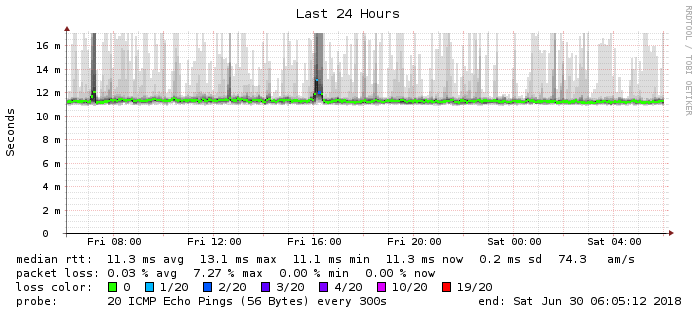 Last 24 Hours
RRDTOOL / TOBI OETIKER
Seconds
16 m
14 m
12 m
10 m
8 m
6 m
4 m
2 m
0
Fri 08:00 Fri 12:00 Fri 16:00 Fri 20:00 Sat 00:00 Sat 04:00
median rtt: 11.3 ms avg 13.1 ms max 11.1 ms min 11.3 ms now 0.2 ms sd 74.3 am/s
packet loss: 0.03 % avg 7.27 % max 0.00 % min 0.00 % now
loss color: 0 1/20 2/20 3/20 4/20 10/20 19/20
probe: 20 ICMP Echo Pings (56 Bytes) every 300s end: Sat Jun 30 06:05:12 2018